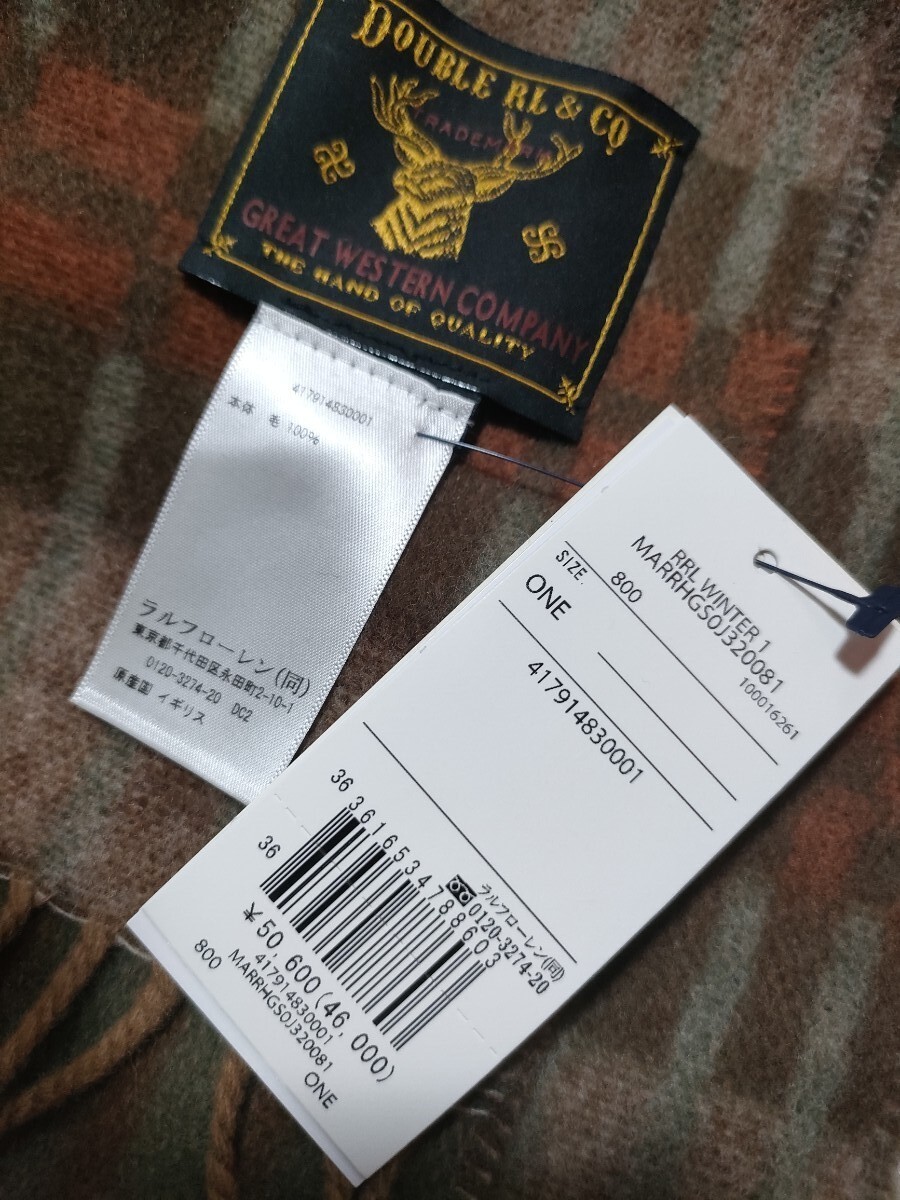 DOUBLE RL & CO
TRADEMARK
GREAT WESTERN COMPANY
THE HAND OF QUALITY
417914830001
本体 毛 100%
ラルフローレン(同)
東京都千代田区永田町2-10-1
0120-3274-20 DC2
原産国 イギリス
RRL WINTER 1
MARRHGS0J320081
100016261
800
SIZE
ONE
417914830001
36
3616534788603
36
ラルフローレン(同)
0120-3274-20
¥50,600(46,000)
417914830001
MARRHGS0J320081
800
ONE